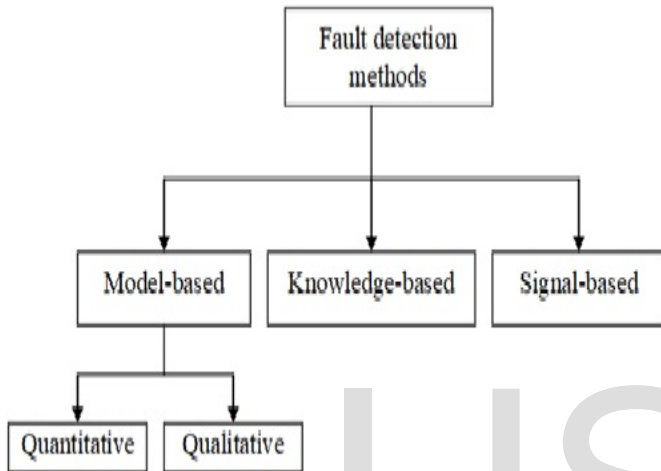 Fault detection
methods
Model-based
Knowledge-based
Signal-based
Quantitative
Qualitative